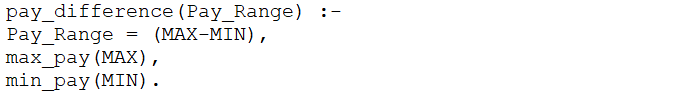 pay_difference(Pay_Range) :-
Pay_Range = (MAX-MIN),
max_pay(MAX),
min_pay(MIN).